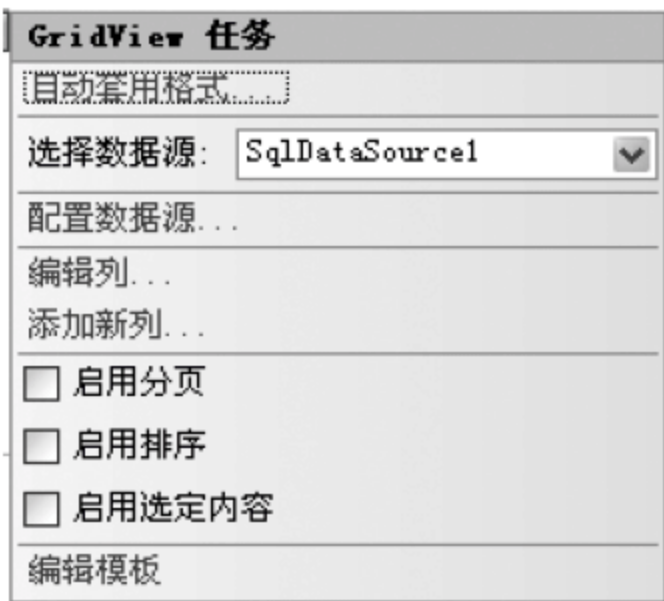 GridView 任务
自动套用格式...
选择数据源: SqlDataSource1
配置数据源...
编辑列...
添加新列...
启用分页
启用排序
启用选定内容
编辑模板